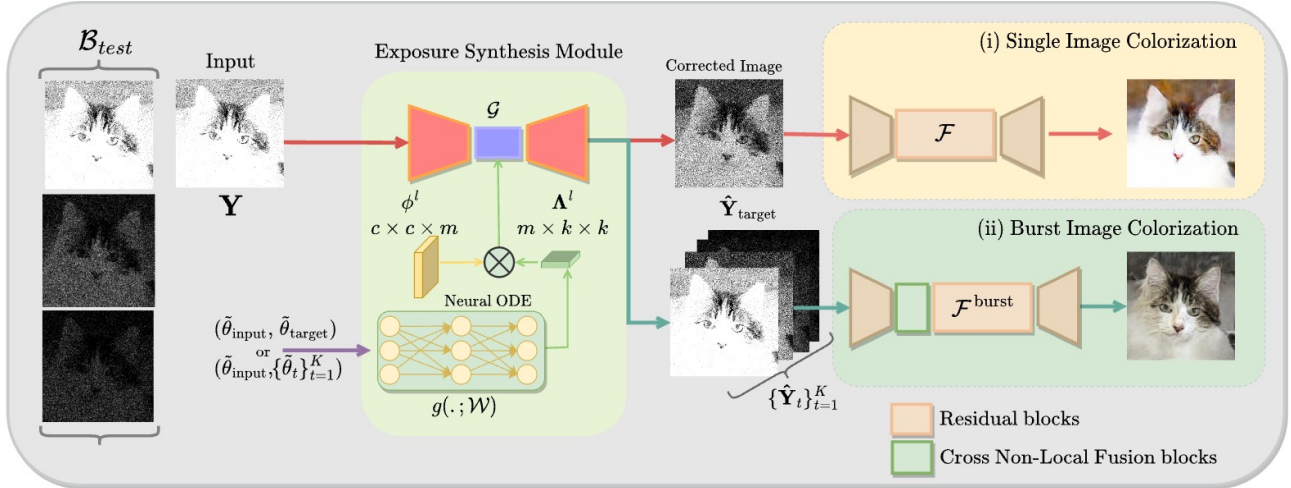 𝓑_test
Input
Y
Exposure Synthesis Module
𝒢
ϕ^l
Λ^l
c × c × m
m × k × k
Neural ODE
(θ̃_input, θ̃_target)
or
(θ̃_input,{θ̃_t}_{t=1}^K)
g(. ; 𝒲)
Corrected Image
Ŷ_target
{Ŷ_t}_{t=1}^K
(i) Single Image Colorization
ℱ
(ii) Burst Image Colorization
ℱ^burst
Residual blocks
Cross Non-Local Fusion blocks